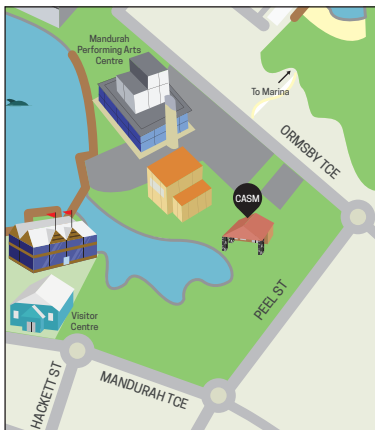 Mandurah
Performing Arts
Centre
To Marina
ORMSBY TCE
CASM
PEEL ST
Visitor
Centre
HACKETT ST
MANDURAH TCE